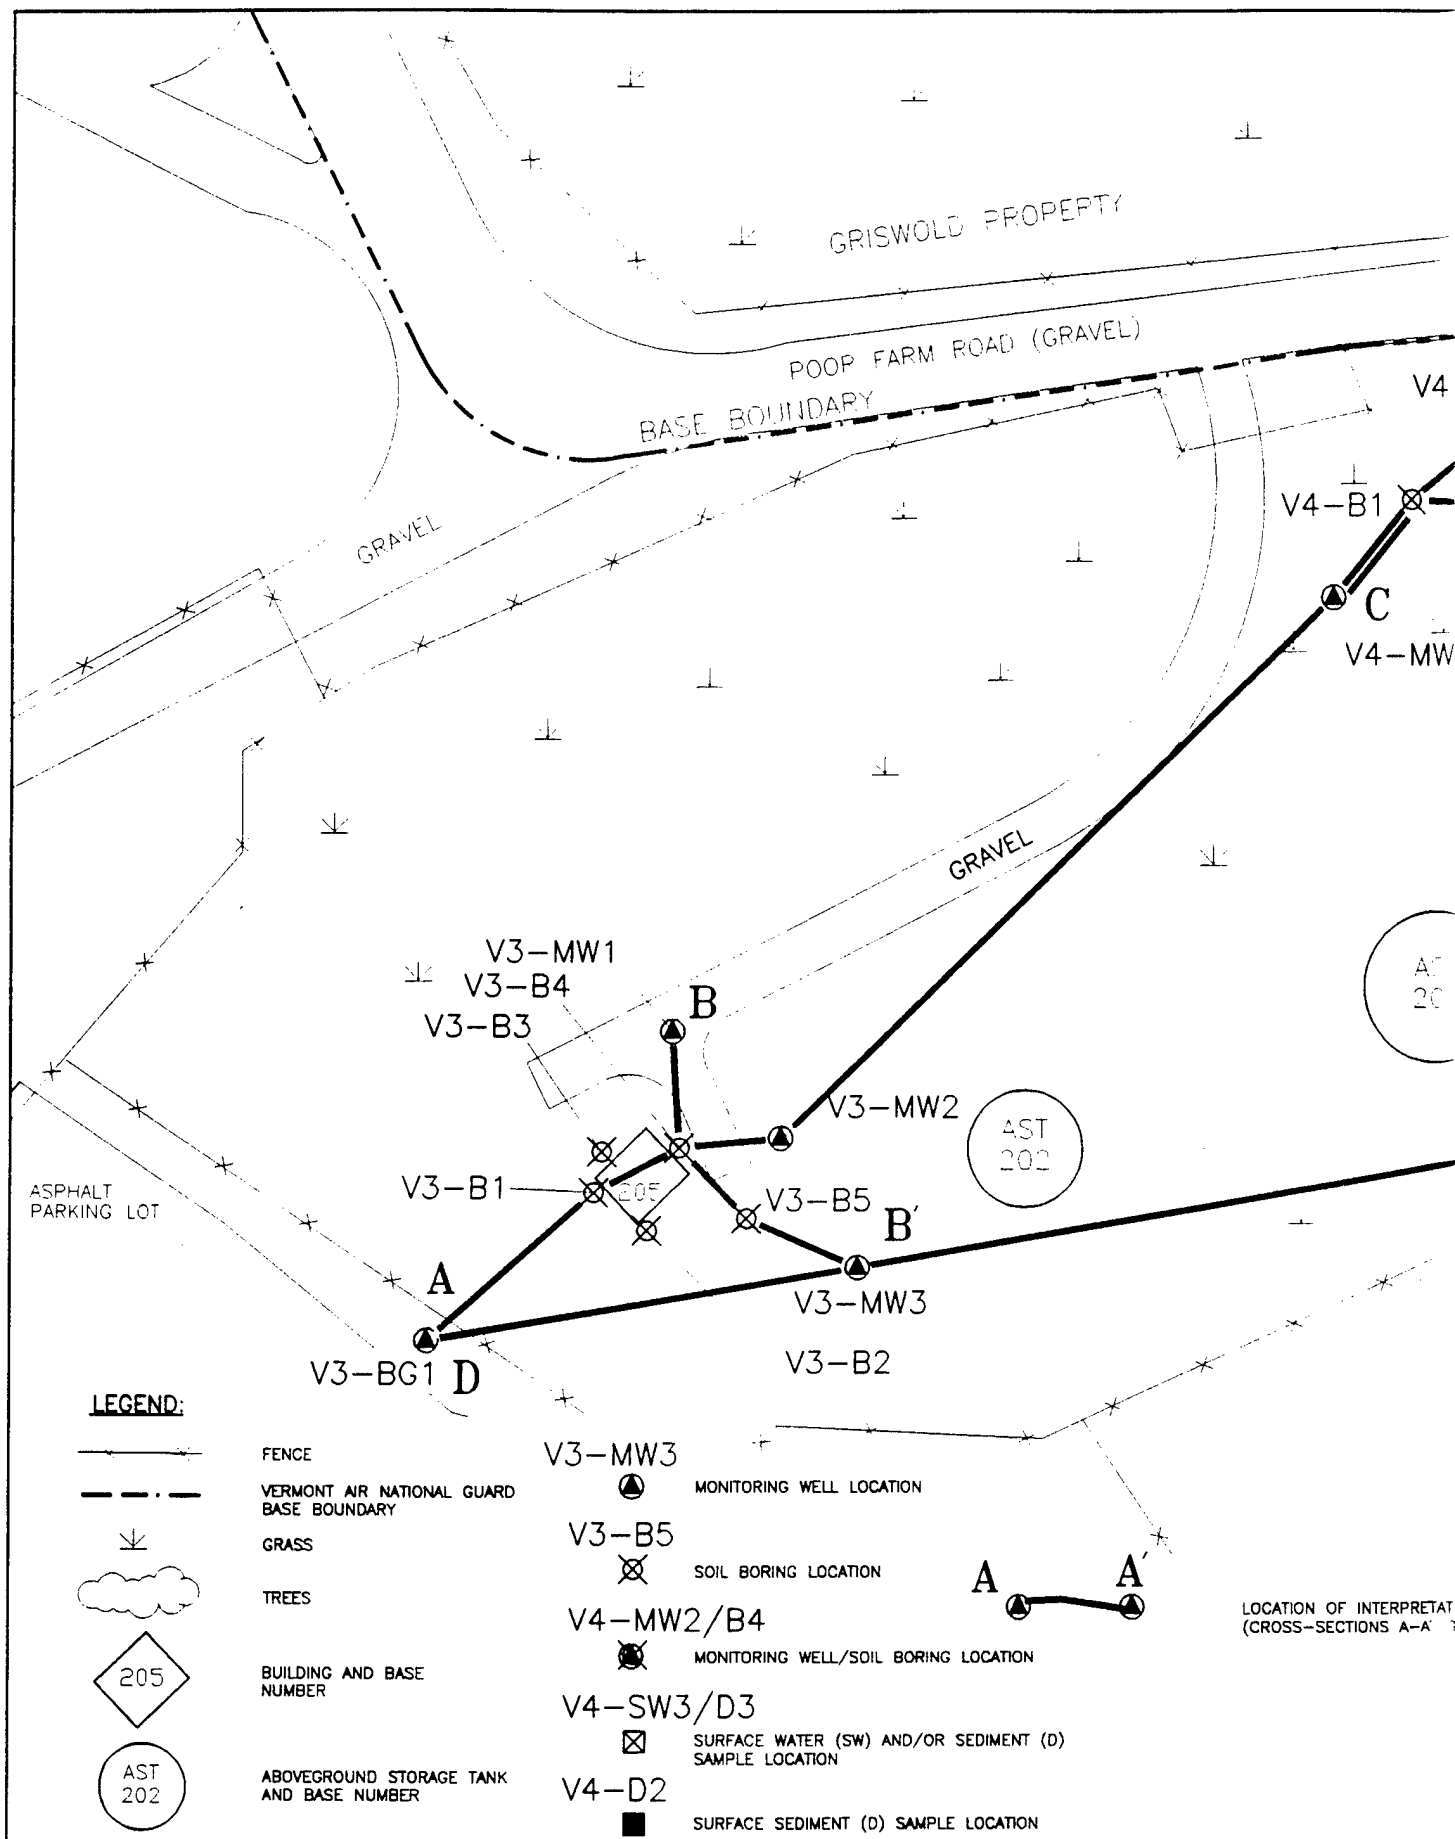 GRISWOLD PROPERTY
POOP FARM ROAD (GRAVEL)
BASE BOUNDARY
V4
V4-B1
GRAVEL
C
V4-MW
GRAVEL
V3-MW1
V3-B4
V3-B3
B
V3-MW2
AST
202
20
V3-B1
205
V3-B5
B'
ASPHALT
PARKING LOT
A
V3-MW3
V3-BG1
D
V3-B2
LEGEND:
FENCE
VERMONT AIR NATIONAL GUARD
BASE BOUNDARY
GRASS
TREES
205
BUILDING AND BASE
NUMBER
AST
202
ABOVEGROUND STORAGE TANK
AND BASE NUMBER
V3-MW3
MONITORING WELL LOCATION
V3-B5
SOIL BORING LOCATION
V4-MW2/B4
MONITORING WELL/SOIL BORING LOCATION
V4-SW3/D3
SURFACE WATER (SW) AND/OR SEDIMENT (D)
SAMPLE LOCATION
V4-D2
SURFACE SEDIMENT (D) SAMPLE LOCATION
A
A'
LOCATION OF INTERPRETAT
(CROSS-SECTIONS A-A'